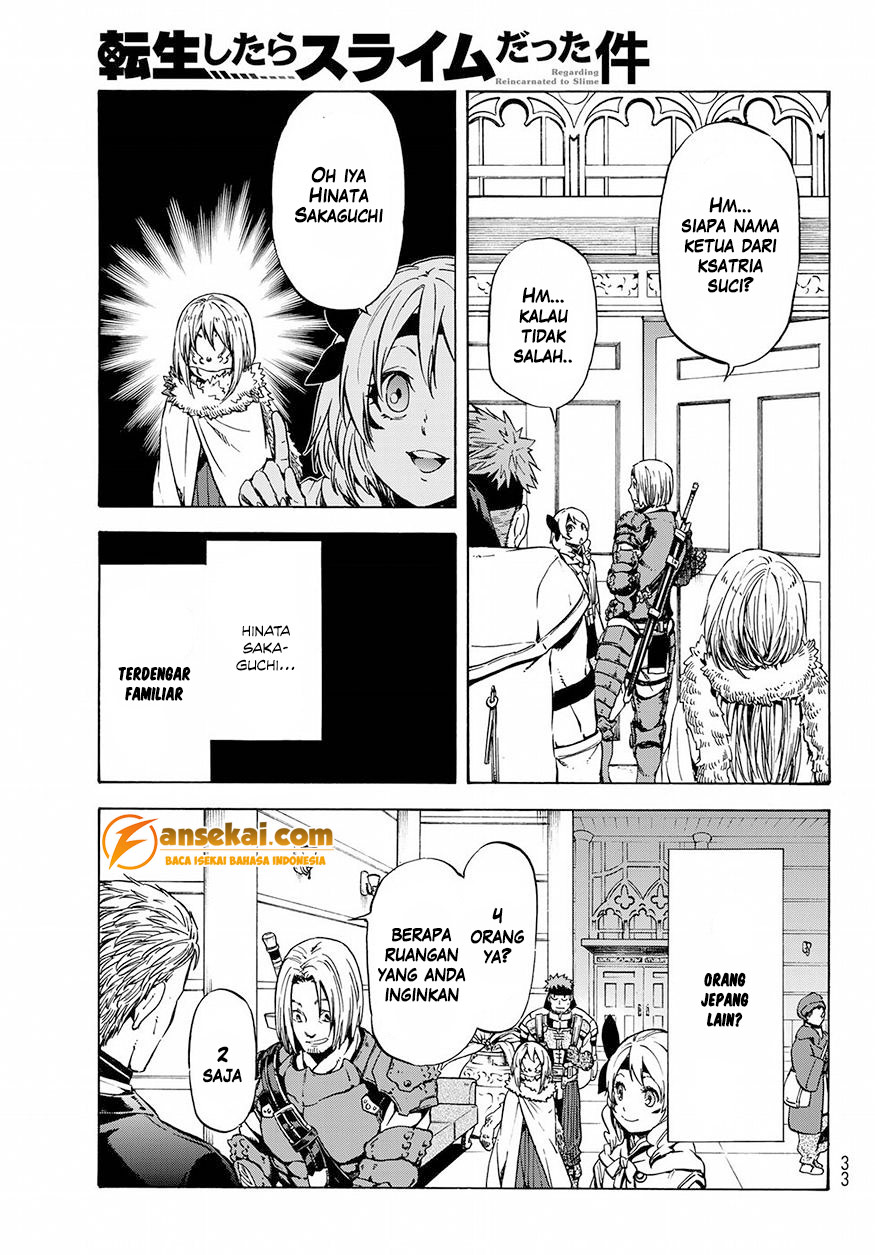 転生したらスライムだった件
Regarding
Reincarnated to Slime
HM...
SIAPA NAMA
KETUA DARI
KSATRIA
SUCI?
HM...
KALAU
TIDAK
SALAH..
OH IYA
HINATA
SAKAGUCHI
HINATA
SAKA-
GUCHI...
TERDENGAR
FAMILIAR
ansekai.com
BACA ISEKAI BAHASA INDONESIA
ORANG
JEPANG
LAIN?
4
ORANG
YA?
BERAPA
RUANGAN
YANG ANDA
INGINKAN
2
SAJA
33